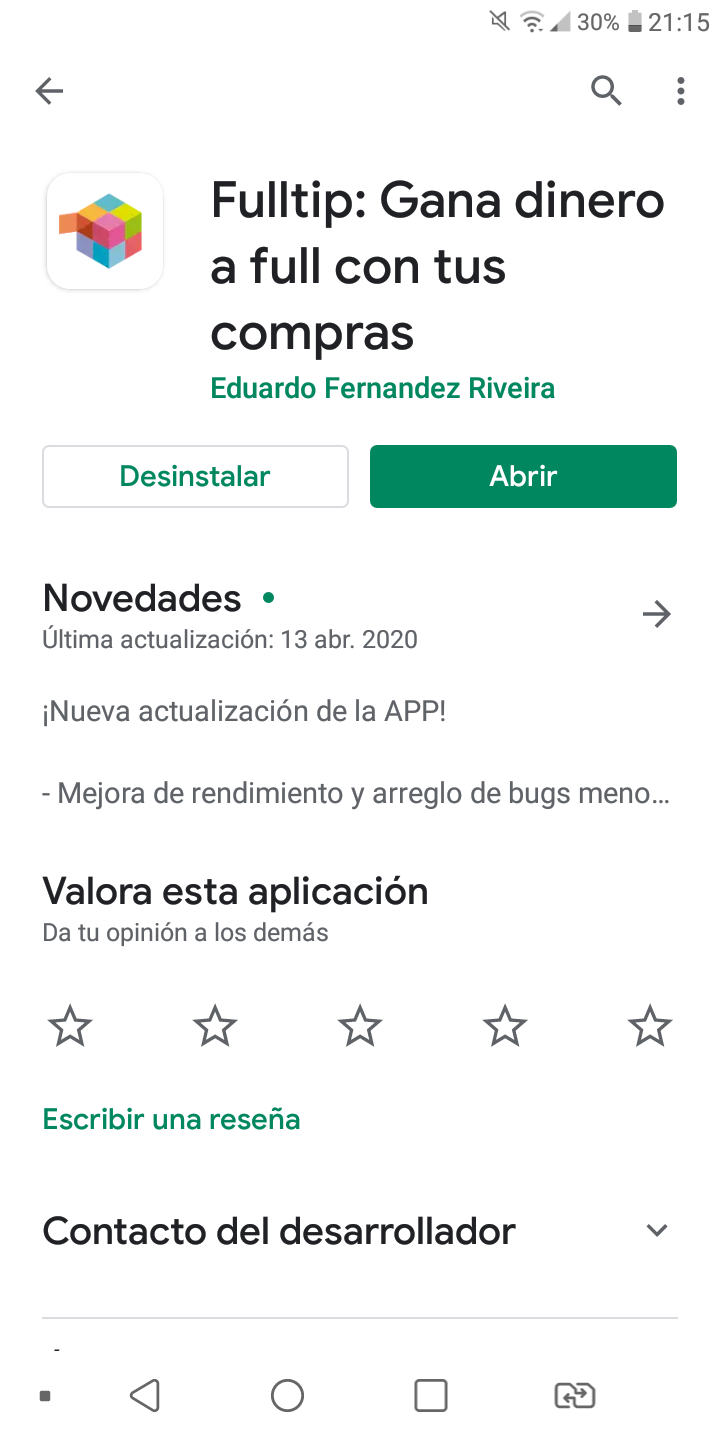 30% 21:15
Fulltip: Gana dinero
a full con tus
compras
Eduardo Fernandez Riveira
Desinstalar Abrir
Novedades
Última actualización: 13 abr. 2020
¡Nueva actualización de la APP!
- Mejora de rendimiento y arreglo de bugs meno...
Valora esta aplicación
Da tu opinión a los demás
Escribir una reseña
Contacto del desarrollador